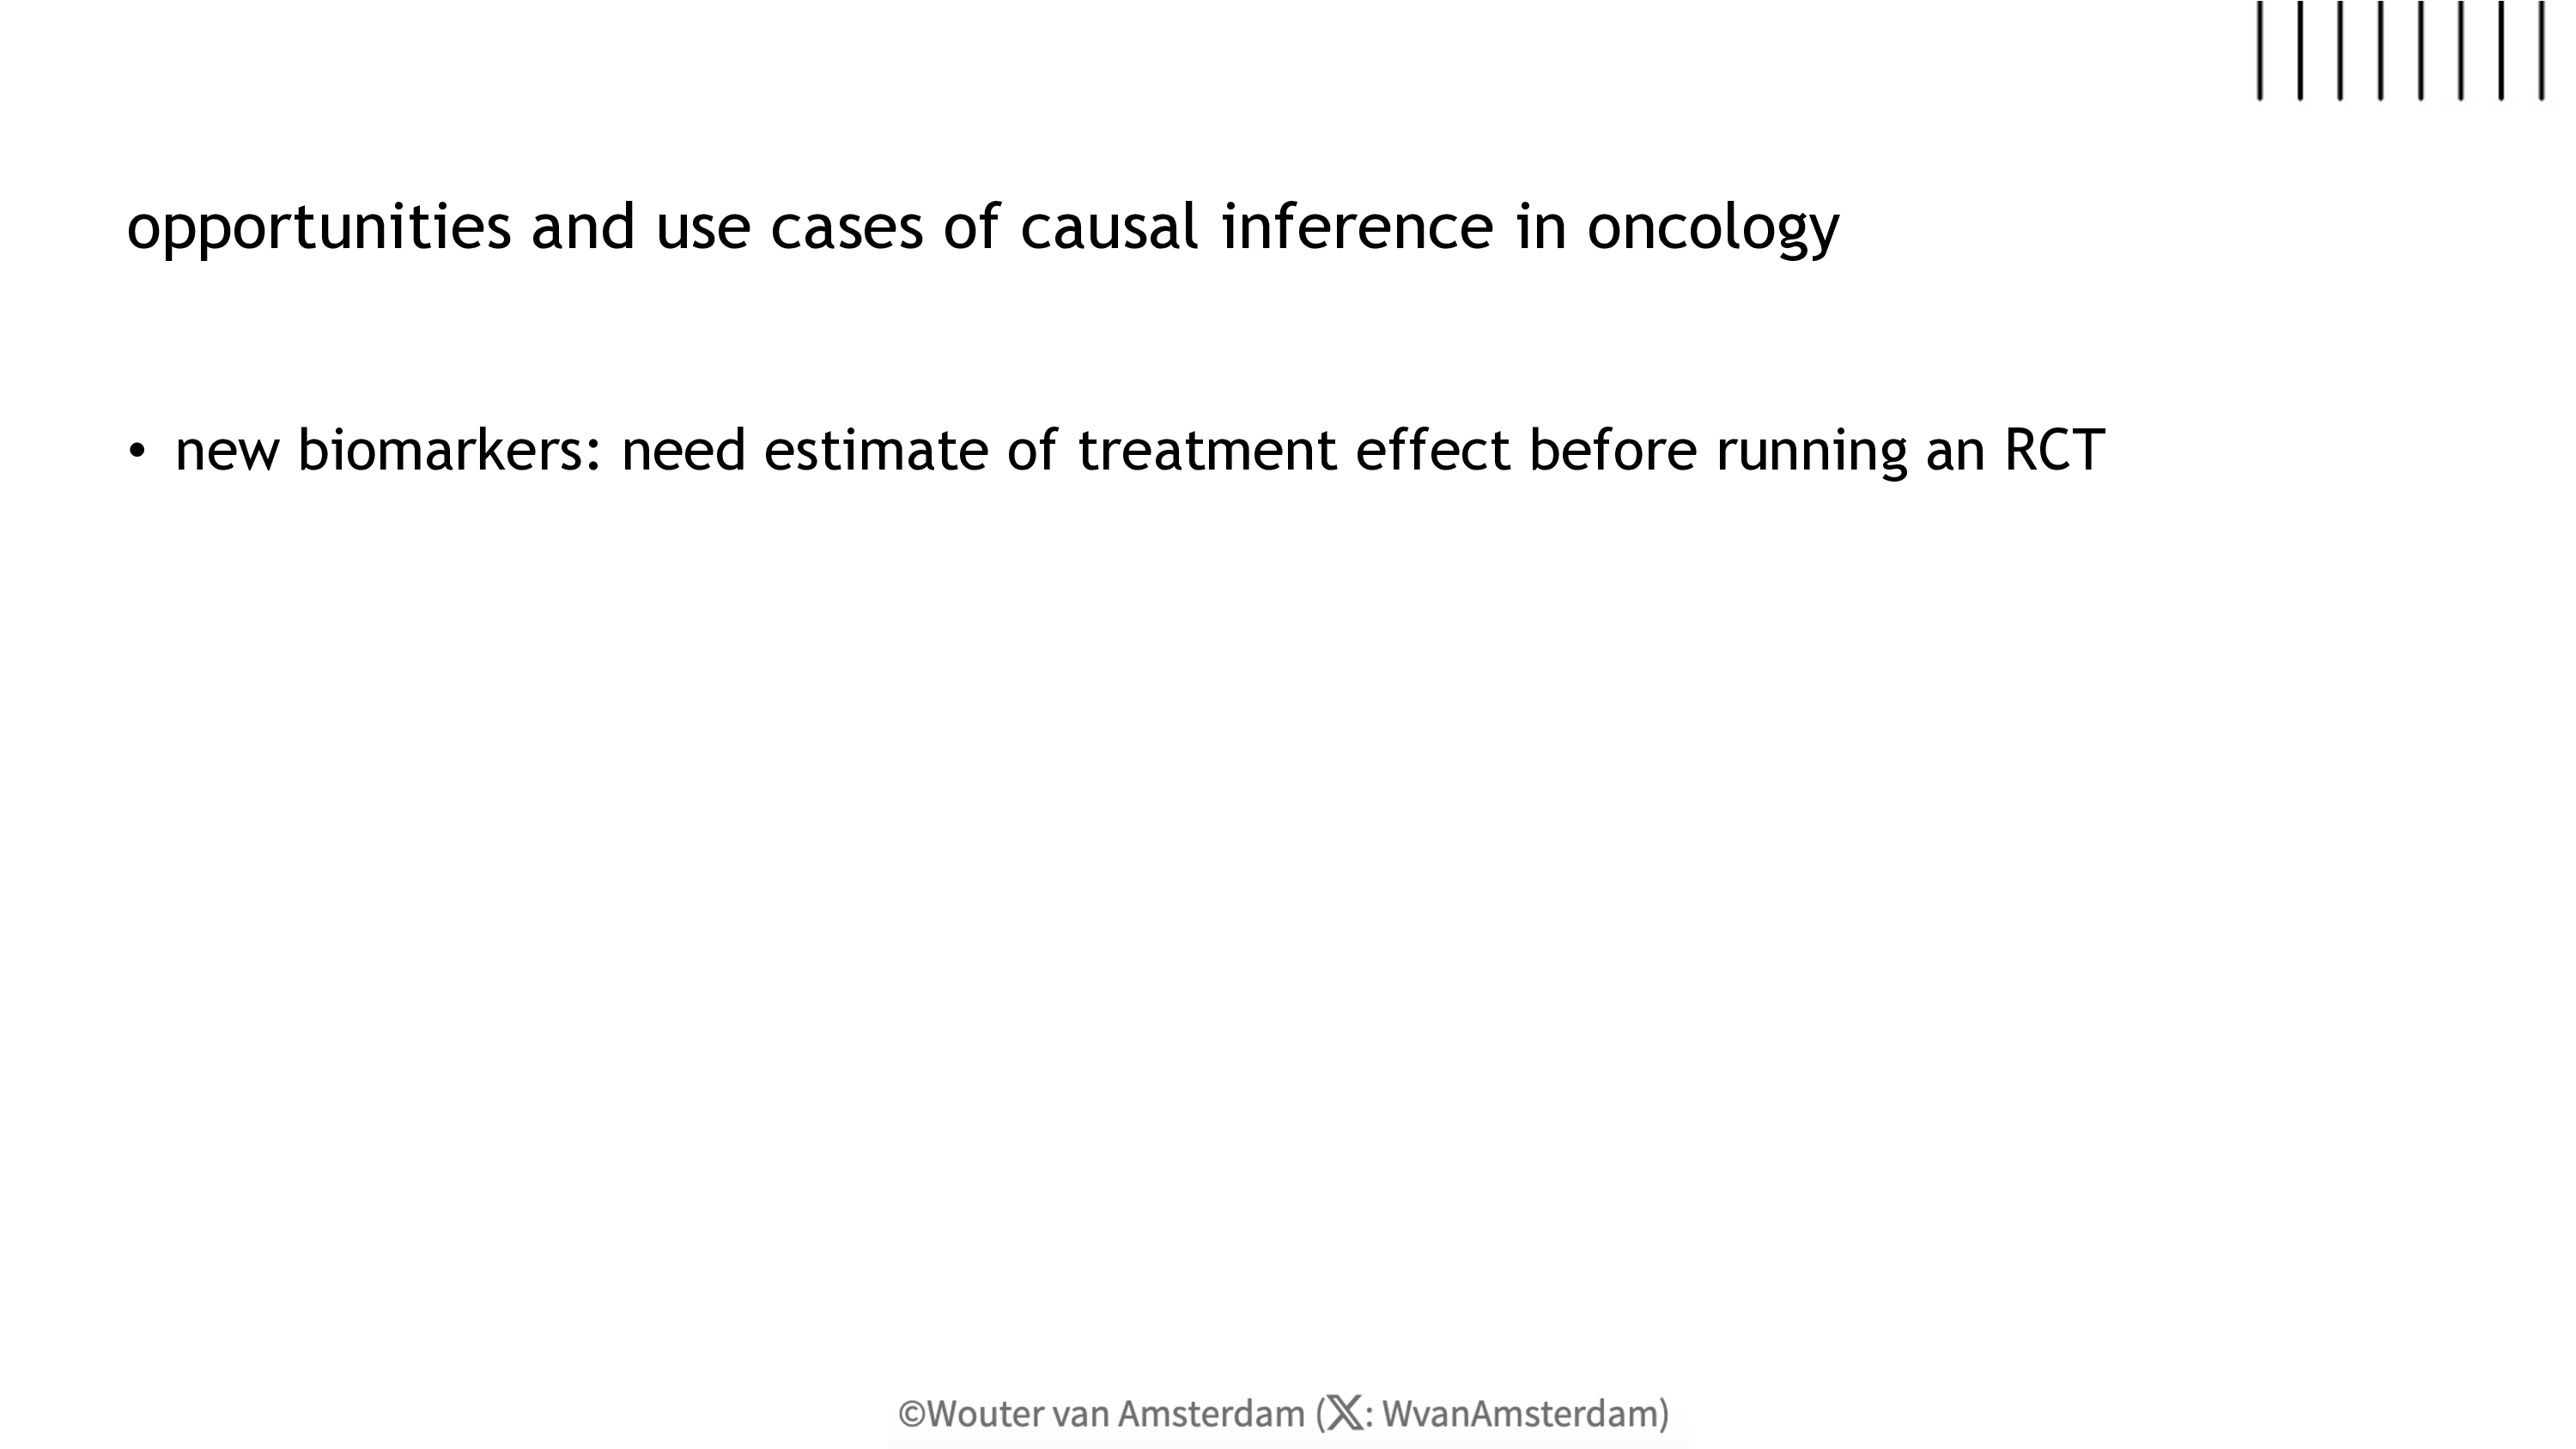 opportunities and use cases of causal inference in oncology
• new biomarkers: need estimate of treatment effect before running an RCT
©Wouter van Amsterdam (𝕏: WvanAmsterdam)